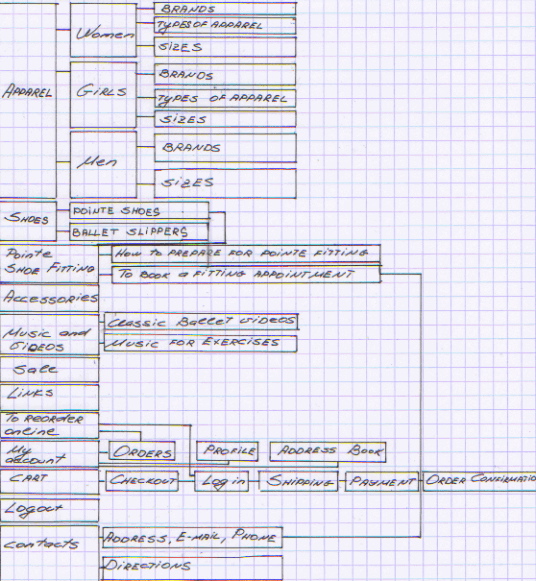 BRANDS
Women
TYPES OF APPAREL
SIZES
BRANDS
APPAREL
GIRLS
TYPES OF APPAREL
SIZES
BRANDS
Men
SIZES
SHOES
POINTE SHOES
BALLET SLIPPERS
Pointe
SHOE FITTING
HOW TO PREPARE FOR POINTE FITTING
TO BOOK A FITTING APPOINTMENT
ACCESSORIES
Music and
VIDEOS
Classic Ballet VIDEOS
MUSIC FOR EXERCISES
Sale
LINKS
To REORDER
online
My
account
ORDERS
PROFILE
ADDRESS BOOK
CART
CHECKOUT
Log in
SHIPPING
PAYMENT
ORDER CONFIRMATIO
Logout
contacts
ADDRESS, E-MAIL, PHONE
DIRECTIONS